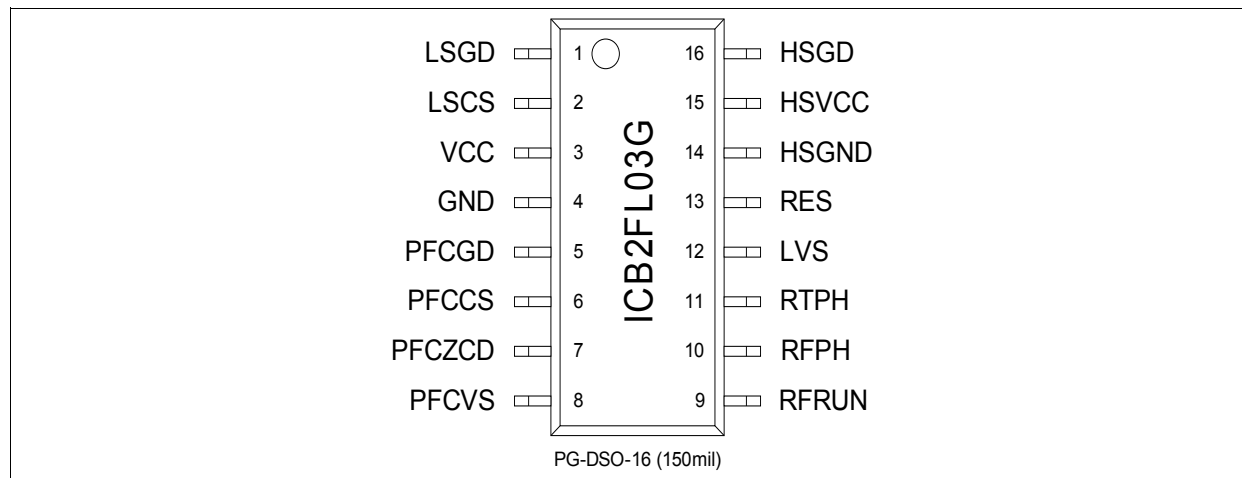 LSGD 1 16 HSGD
LSCS 2 15 HSVCC
VCC 3 14 HSGND
GND 4 13 RES
PFCGD 5 12 LVS
PFCCS 6 11 RTPH
PFCZCD 7 10 RFPH
PFCVS 8 9 RFRUN
ICB2FL03G
PG-DSO-16 (150mil)